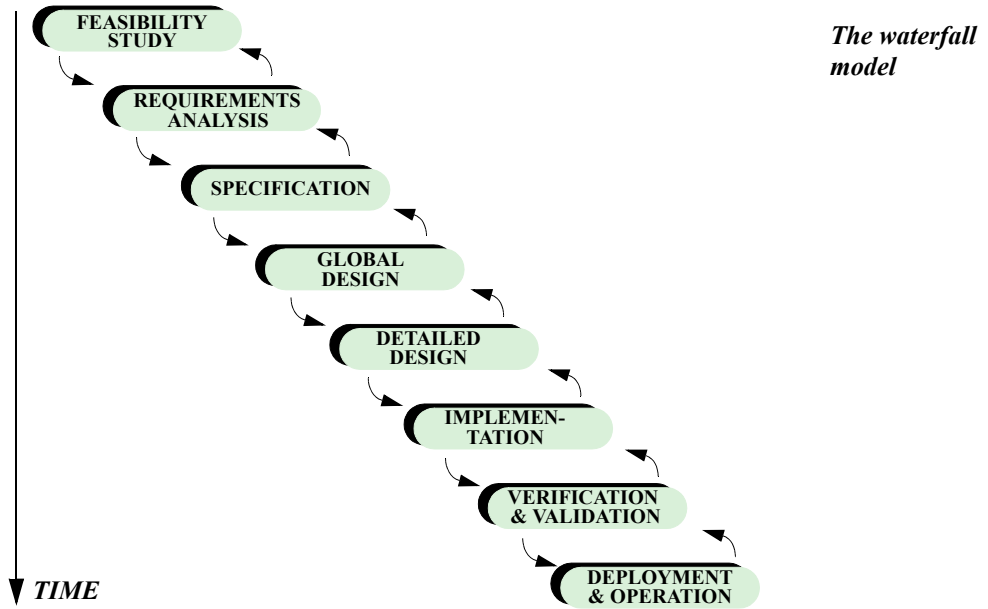 FEASIBILITY
STUDY
The waterfall
model
REQUIREMENTS
ANALYSIS
SPECIFICATION
GLOBAL
DESIGN
DETAILED
DESIGN
IMPLEMEN-
TATION
VERIFICATION
& VALIDATION
DEPLOYMENT
& OPERATION
TIME